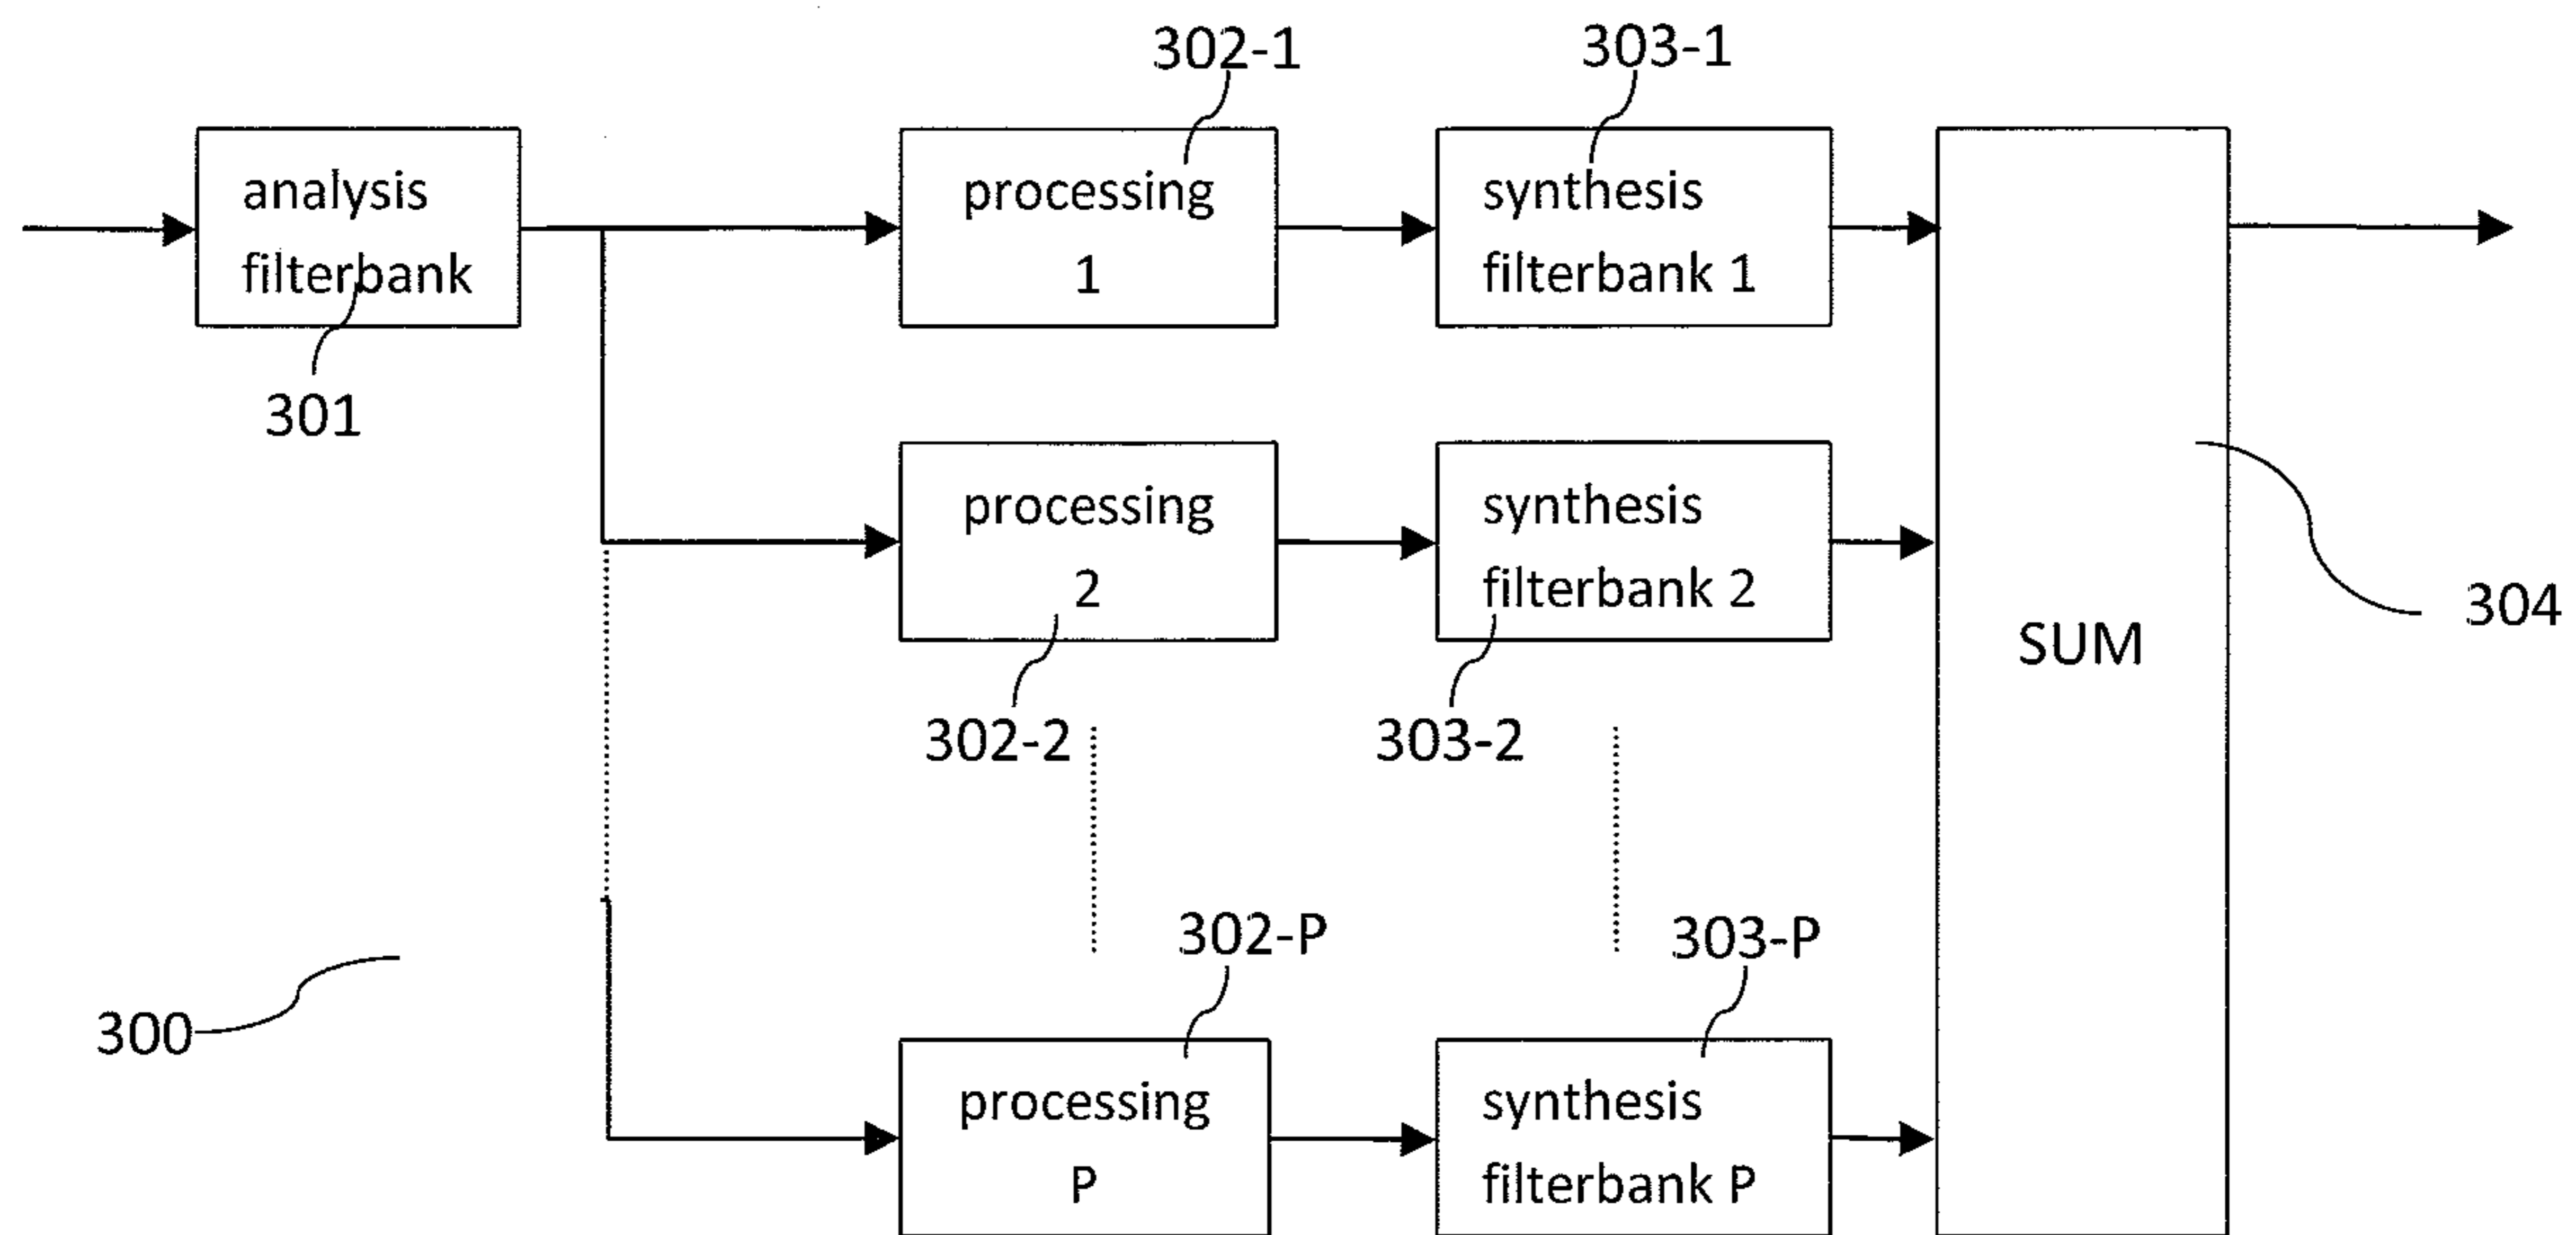 302-1
303-1
analysis
filterbank
processing
1
synthesis
filterbank 1
301
processing
2
synthesis
filterbank 2
SUM
304
302-2
303-2
302-P
303-P
300
processing
P
synthesis
filterbank P